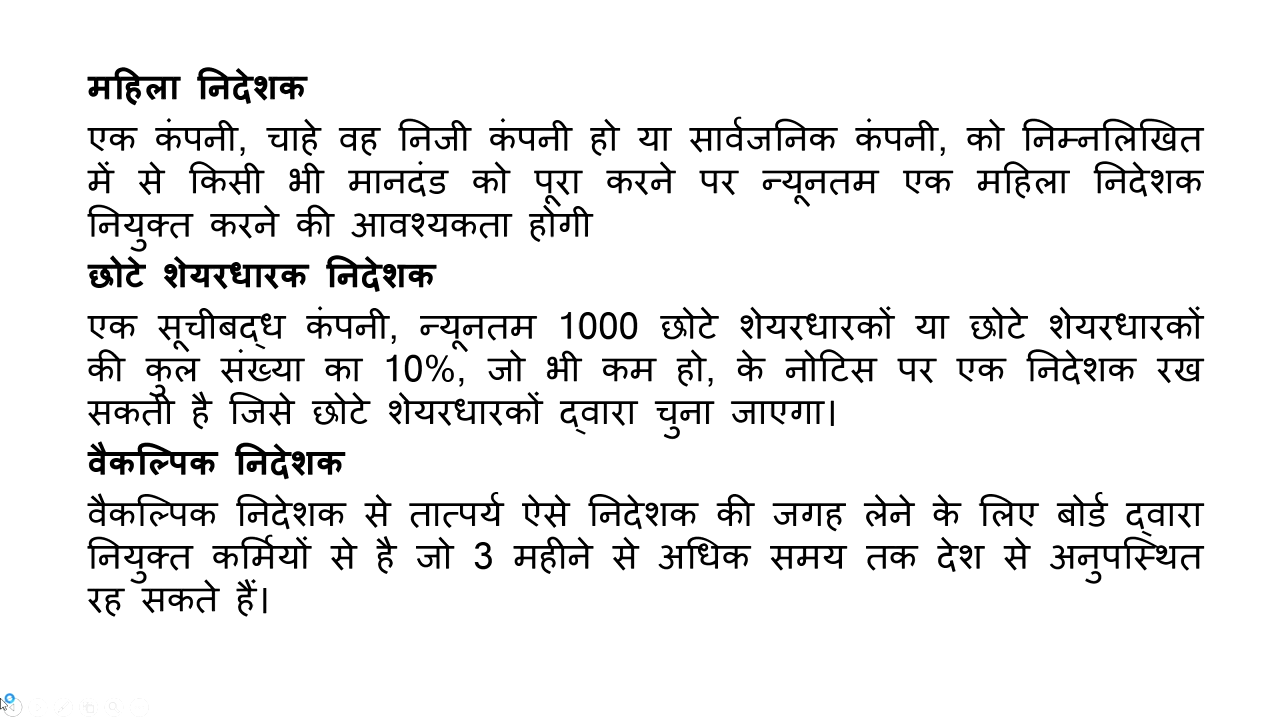 महिला निदेशक
एक कंपनी, चाहे वह निजी कंपनी हो या सार्वजनिक कंपनी, को निम्नलिखित
में से किसी भी मानदंड को पूरा करने पर न्यूनतम एक महिला निदेशक
नियुक्त करने की आवश्यकता होगी
छोटे शेयरधारक निदेशक
एक सूचीबद्ध कंपनी, न्यूनतम 1000 छोटे शेयरधारकों या छोटे शेयरधारकों
की कुल संख्या का 10%, जो भी कम हो, के नोटिस पर एक निदेशक रख
सकती है जिसे छोटे शेयरधारकों द्वारा चुना जाएगा।
वैकल्पिक निदेशक
वैकल्पिक निदेशक से तात्पर्य ऐसे निदेशक की जगह लेने के लिए बोर्ड द्वारा
नियुक्त कर्मियों से है जो 3 महीने से अधिक समय तक देश से अनुपस्थित
रह सकते हैं।